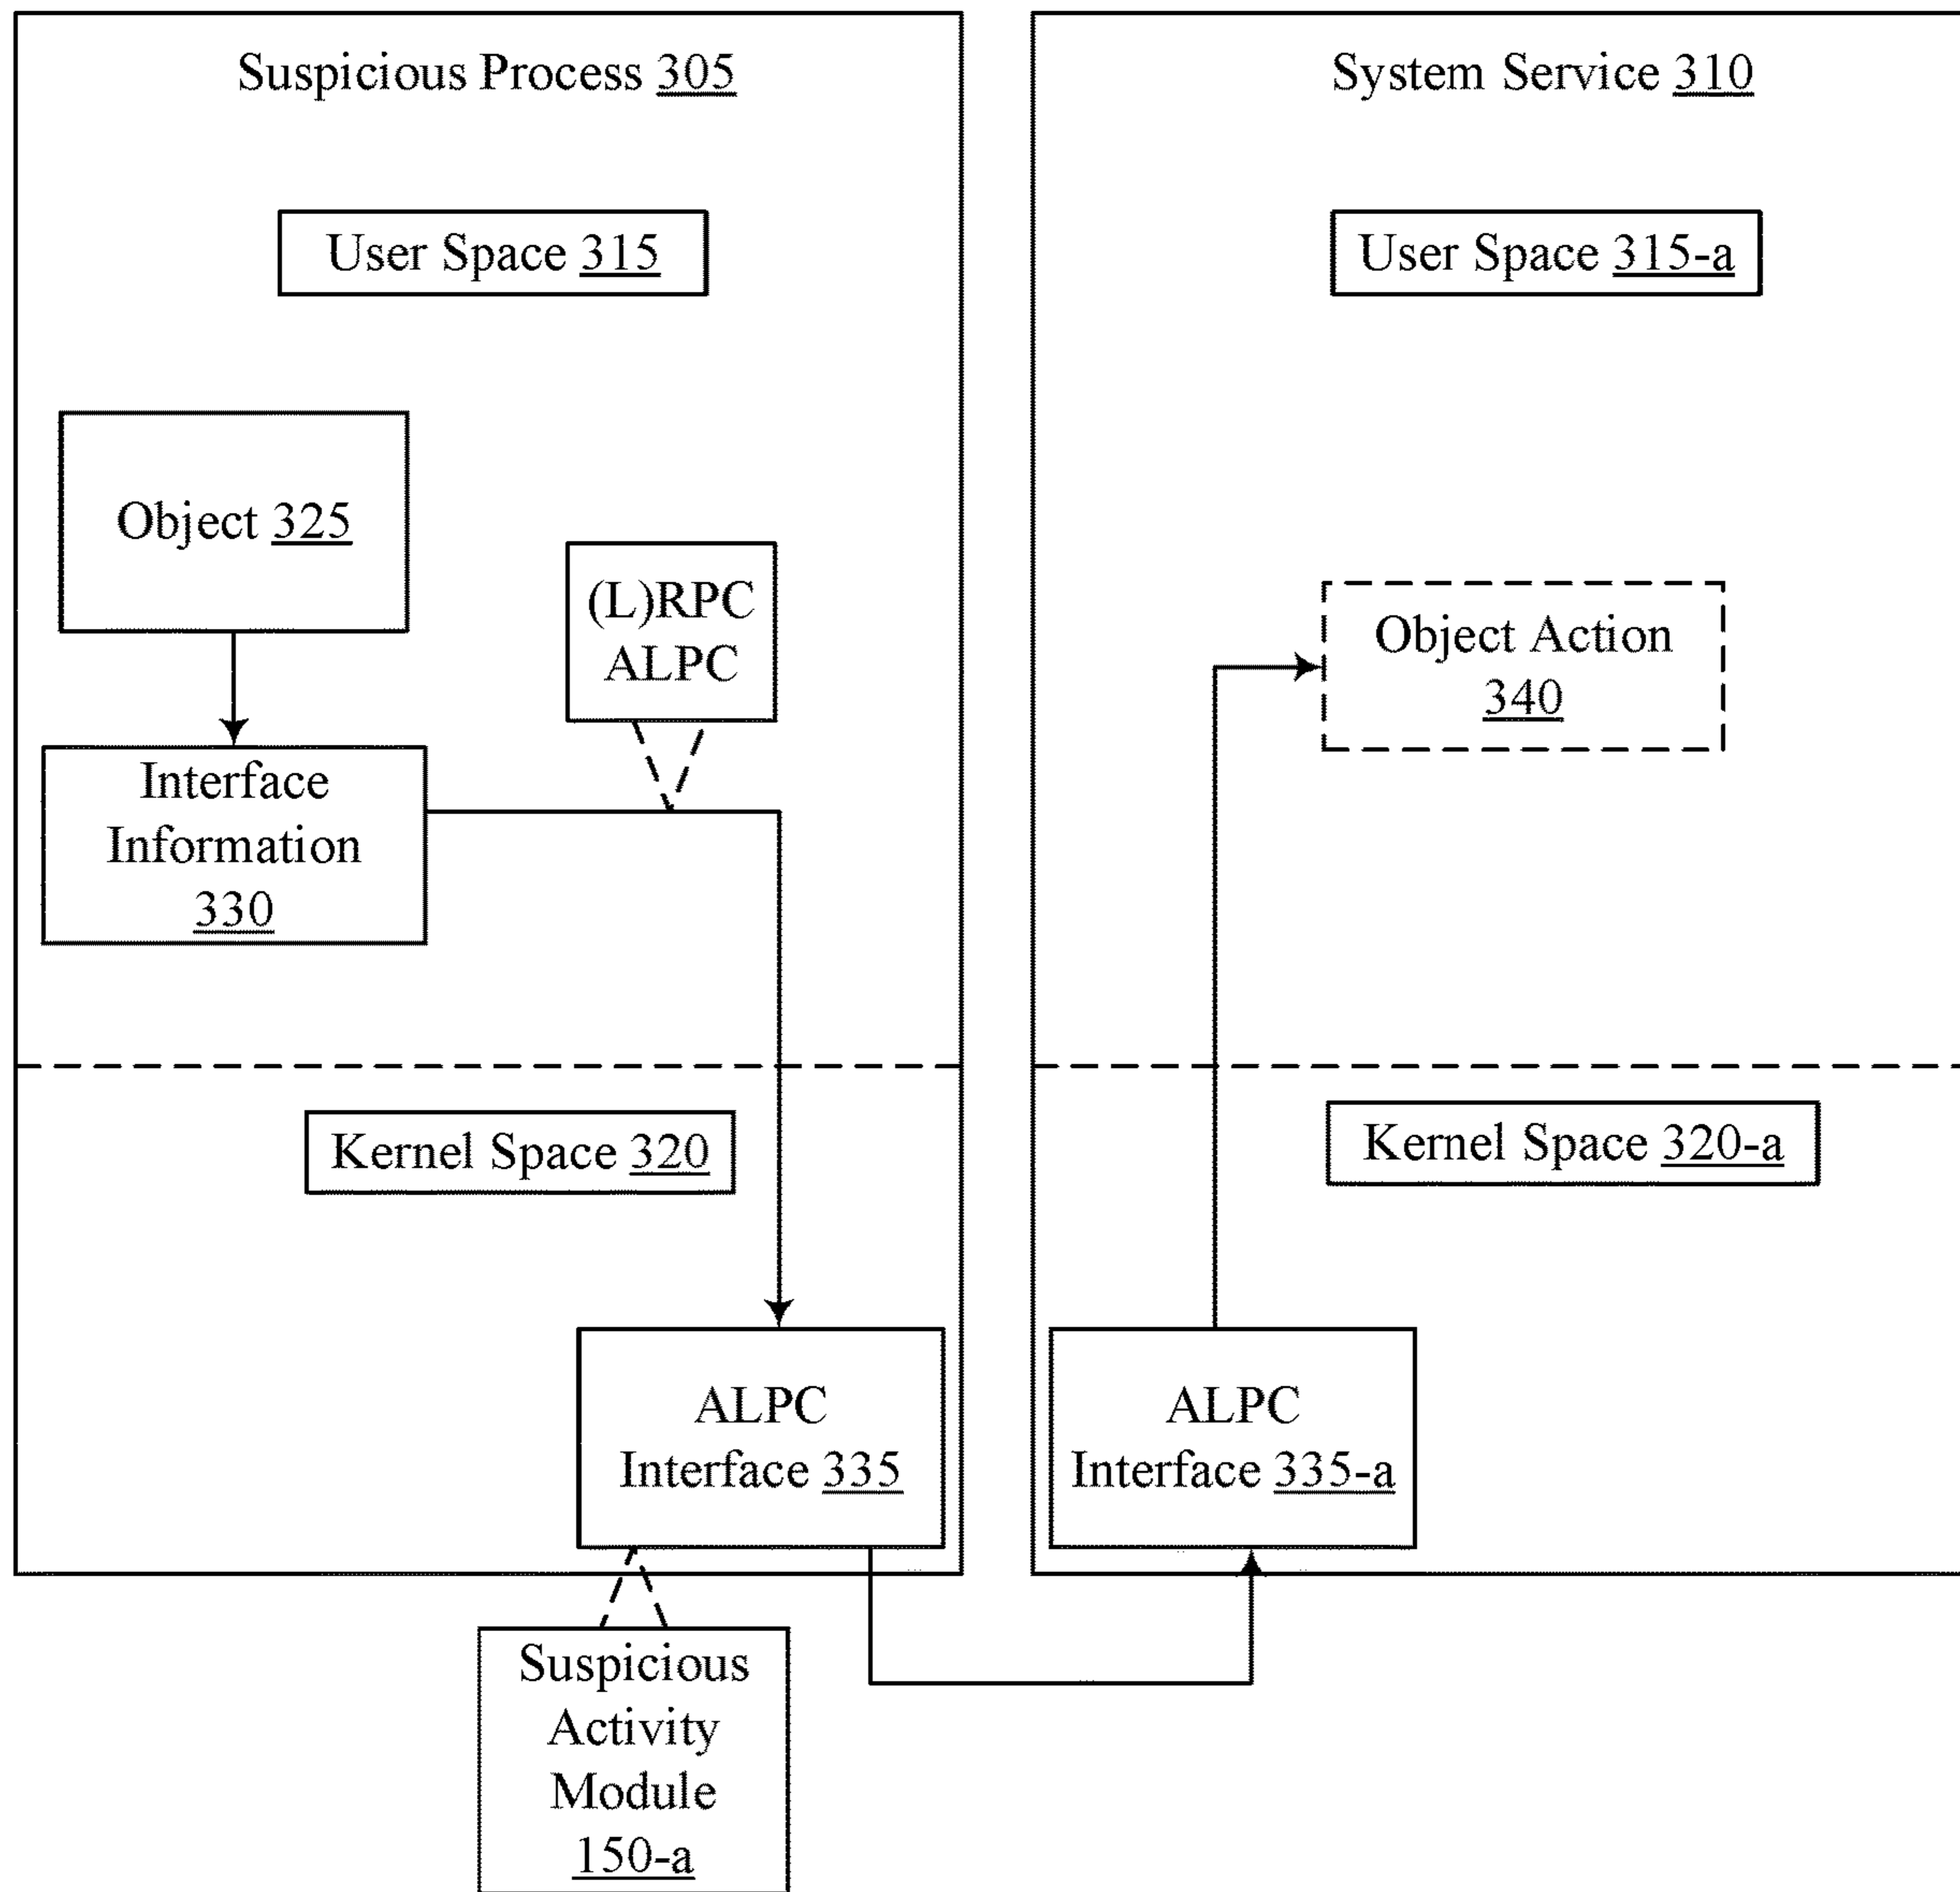 Suspicious Process 305
User Space 315
Object 325
(L)RPC
ALPC
Interface
Information
330
Kernel Space 320
ALPC
Interface 335
Suspicious
Activity
Module
150-a
System Service 310
User Space 315-a
Object Action
340
Kernel Space 320-a
ALPC
Interface 335-a